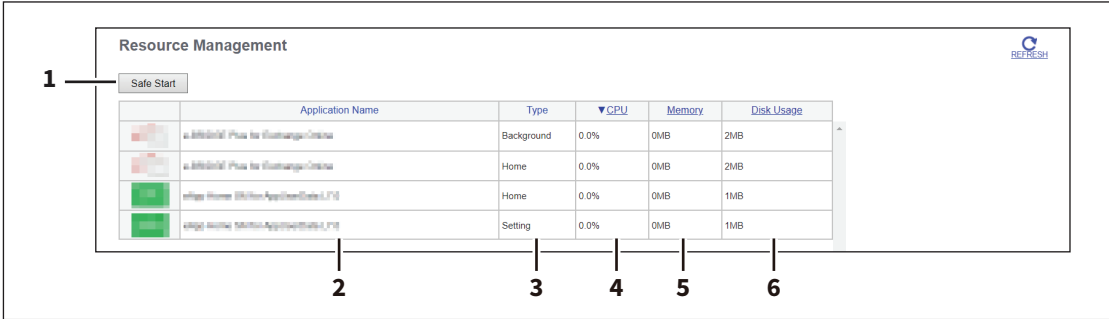 Resource Management
REFRESH
1
Safe Start
Application Name Type ▼CPU Memory Disk Usage
Background 0.0% 0MB 2MB
Home 0.0% 0MB 2MB
Home 0.0% 0MB 1MB
Setting 0.0% 0MB 1MB
2 3 4 5 6